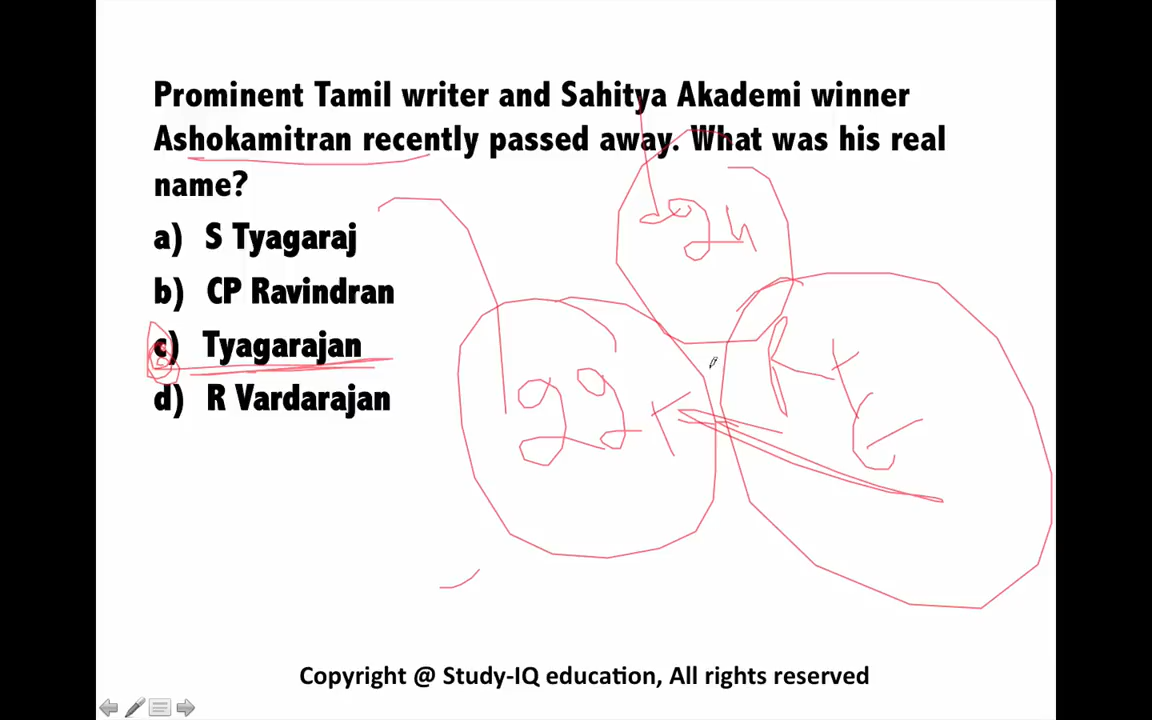 Prominent Tamil writer and Sahitya Akademi winner
Ashokamitran recently passed away. What was his real
name?
a) S Tyagaraj
b) CP Ravindran
c) Tyagarajan
d) R Vardarajan
Copyright @ Study-IQ education, All rights reserved